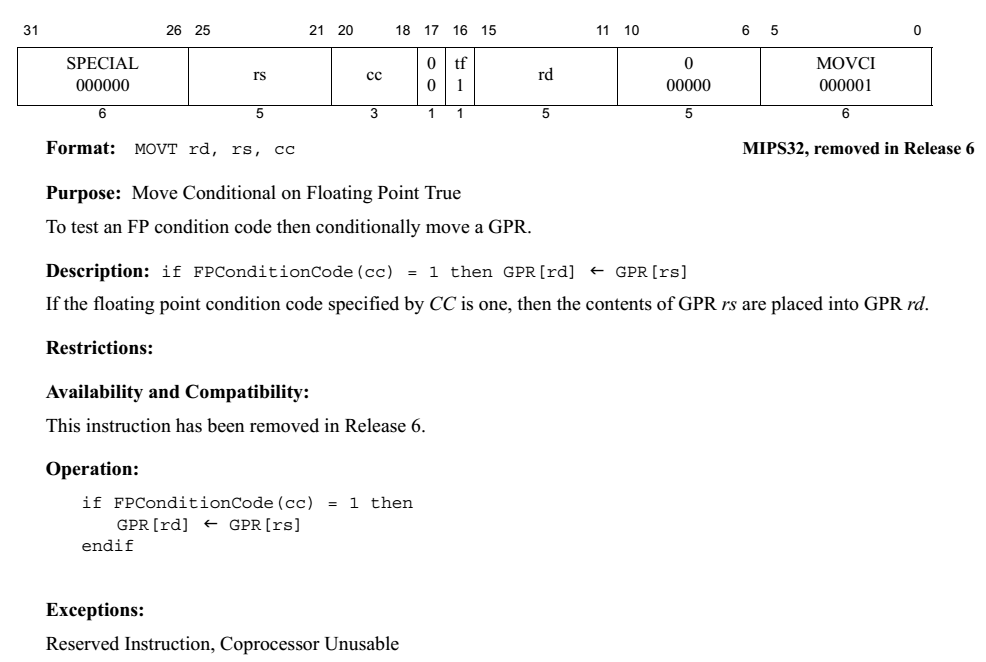 31 26 25 21 20 18 17 16 15 11 10 6 5 0
SPECIAL 0 tf 0 MOVCI
rs cc rd
000000 0 1 00000 000001
6 5 3 1 1 5 5 6
Format: MOVT rd, rs, cc MIPS32, removed in Release 6
Purpose: Move Conditional on Floating Point True
To test an FP condition code then conditionally move a GPR.
Description: if FPConditionCode(cc) = 1 then GPR[rd] ← GPR[rs]
If the floating point condition code specified by CC is one, then the contents of GPR rs are placed into GPR rd.
Restrictions:
Availability and Compatibility:
This instruction has been removed in Release 6.
Operation:
if FPConditionCode(cc) = 1 then
GPR[rd] ← GPR[rs]
endif
Exceptions:
Reserved Instruction, Coprocessor Unusable